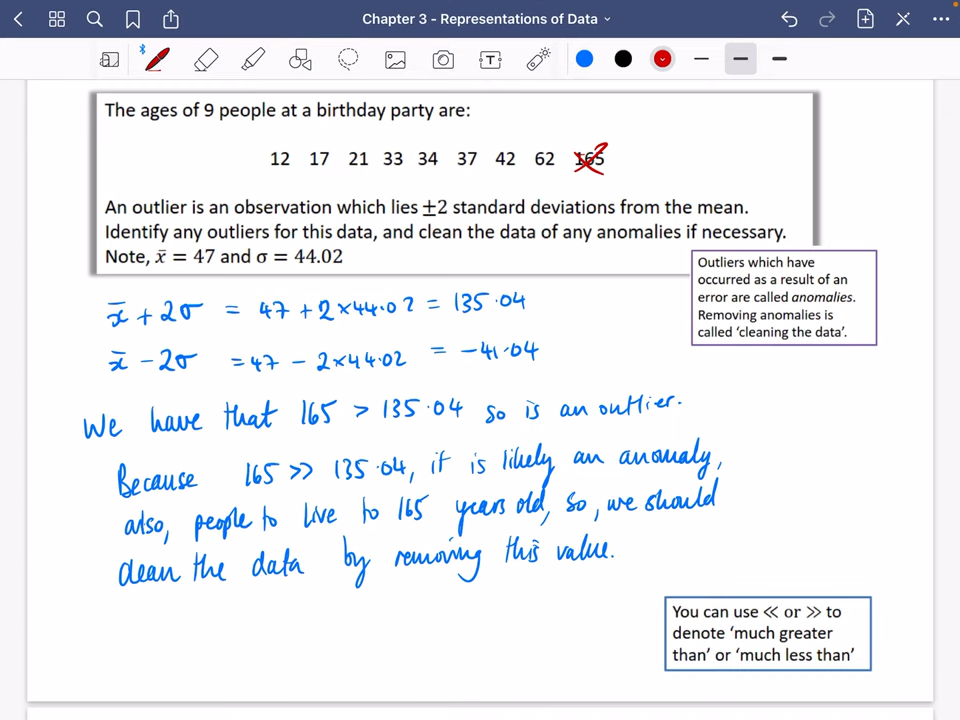 Chapter 3 - Representations of Data
The ages of 9 people at a birthday party are:
12 17 21 33 34 37 42 62 165
An outlier is an observation which lies ±2 standard deviations from the mean.
Identify any outliers for this data, and clean the data of any anomalies if necessary.
Note, x̄ = 47 and σ = 44.02
Outliers which have
occurred as a result of an
error are called anomalies.
Removing anomalies is
called ‘cleaning the data’.
x̄ + 2σ = 47 + 2×44.02 = 135.04
x̄ − 2σ = 47 − 2×44.02 = −41.04
We have that 165 > 135.04 so is an outlier.
Because 165 ≫ 135.04, it is likely an anomaly,
also, people to live to 165 years old, so, we should
clean the data by removing this value.
You can use ≪ or ≫ to
denote ‘much greater
than’ or ‘much less than’